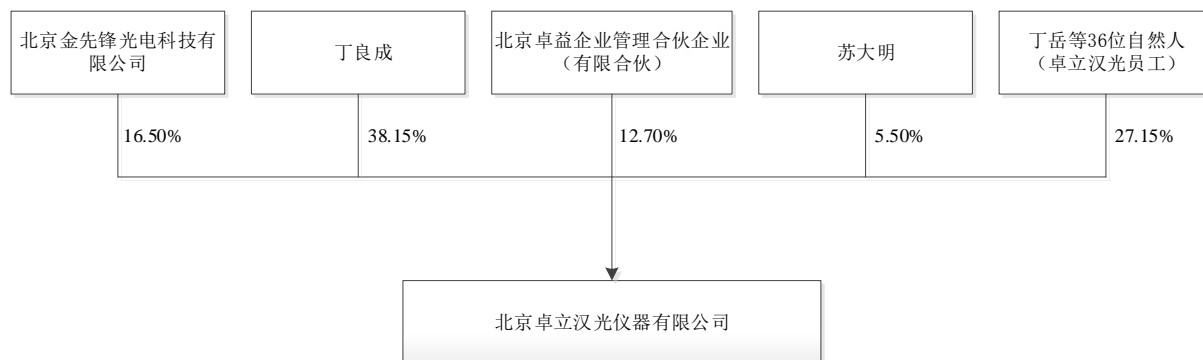 北京金先锋光电科技有
限公司
丁良成
北京卓益企业管理合伙企业
（有限合伙）
苏大明
丁岳等36位自然人
（卓立汉光员工）
16.50%
38.15%
12.70%
5.50%
27.15%
北京卓立汉光仪器有限公司